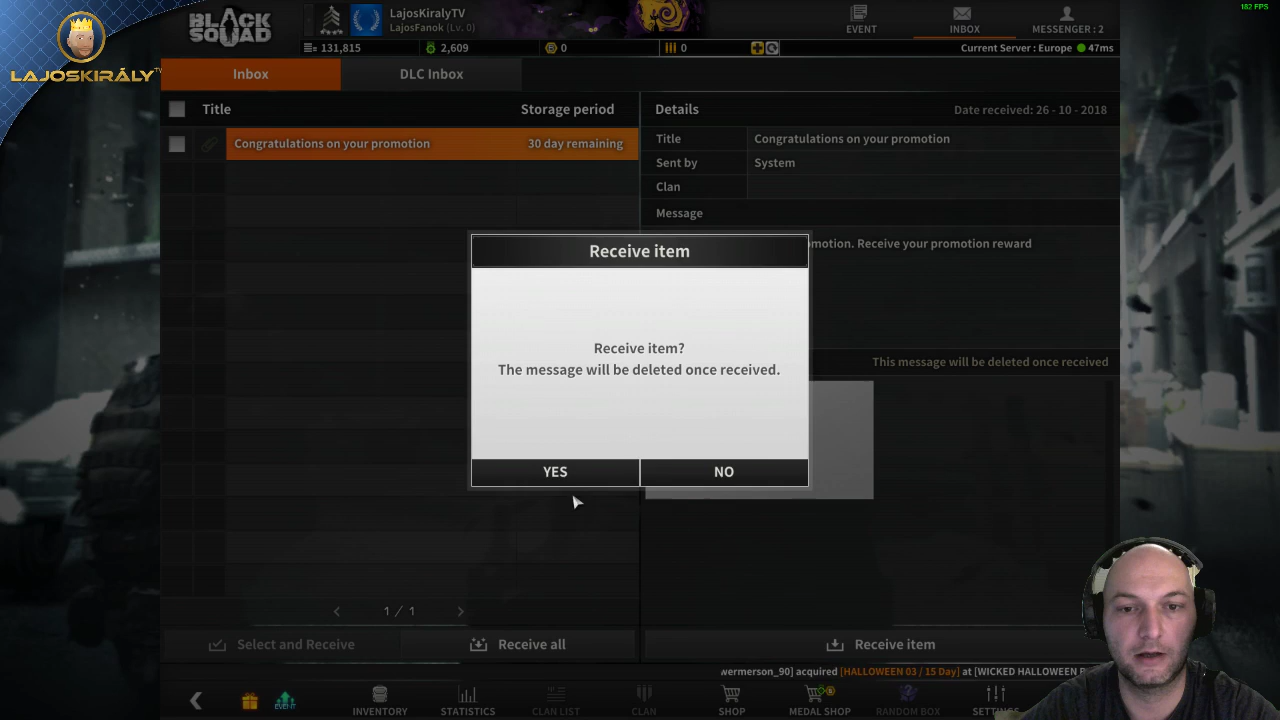 LAJOSKIRÁLYTV
BLACK SQUAD
LajosKiralyTV
LajosFanok (Lv. 0)
EVENT
INBOX
MESSENGER : 2
182 FPS
131,815
2,609
0
0
Current Server : Europe
47ms
Inbox
DLC Inbox
Title
Storage period
Details
Date received: 26 - 10 - 2018
Congratulations on your promotion
30 day remaining
Title
Congratulations on your promotion
Sent by
System
Clan
Message
omotion. Receive your promotion reward
Receive item
Receive item?
The message will be deleted once received.
YES
NO
This message will be deleted once received
< 1 / 1 >
Select and Receive
Receive all
Receive item
wermerson_90] acquired [HALLOWEEN 03 / 15 Day] at [WICKED HALLOWEEN
EVENT
INVENTORY
STATISTICS
CLAN LIST
CLAN
SHOP
MEDAL SHOP
RANDOM BOX
SETTINGS